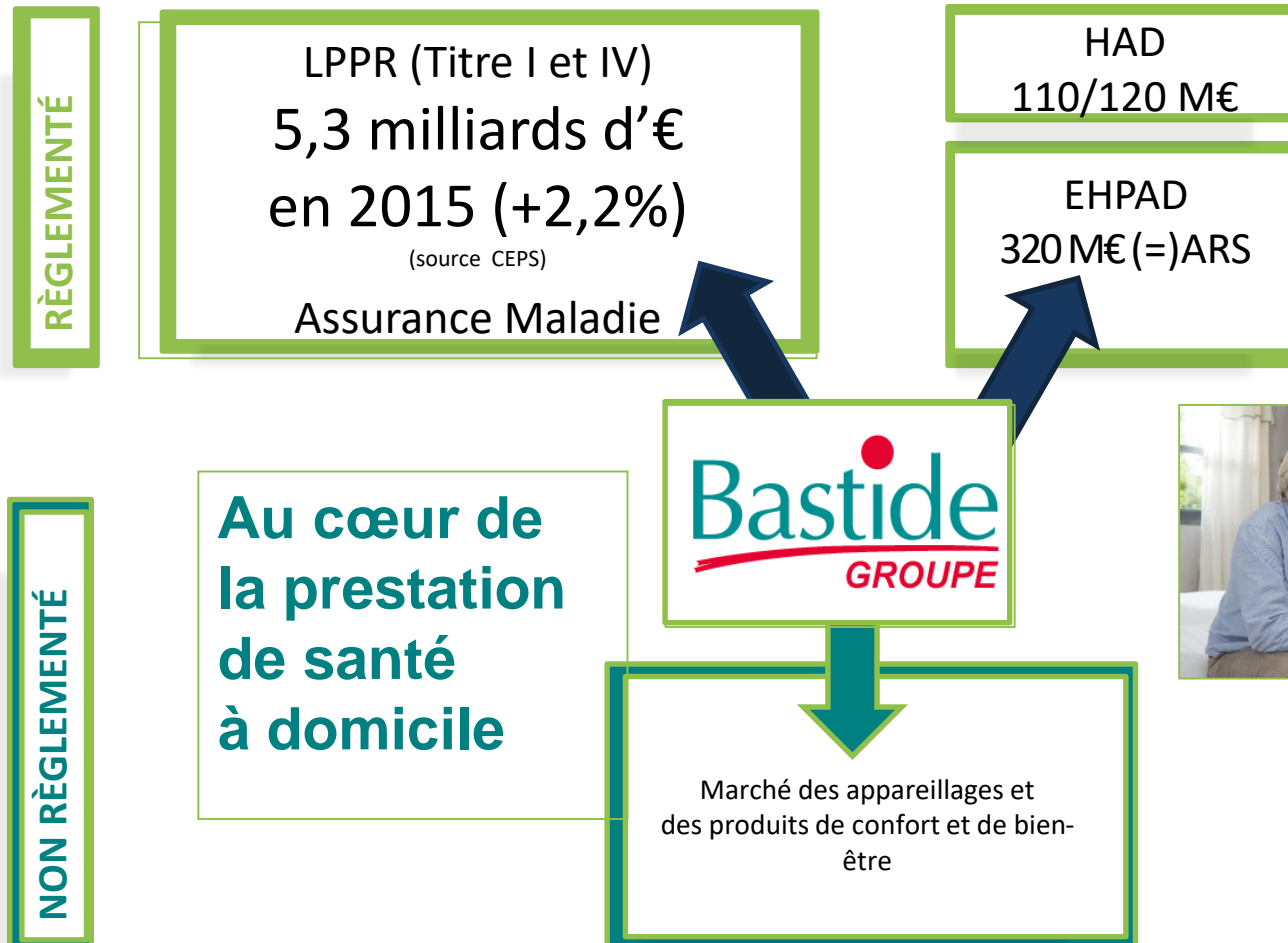 RÈGLEMENTÉ
LPPR (Titre I et IV)
5,3 milliards d’€
en 2015 (+2,2%)
(source CEPS)
Assurance Maladie
HAD
110/120 M€
EHPAD
320 M€ (=)ARS
Bastide
GROUPE
NON RÈGLEMENTÉ
Au cœur de
la prestation
de santé
à domicile
Marché des appareillages et
des produits de confort et de bien-
être